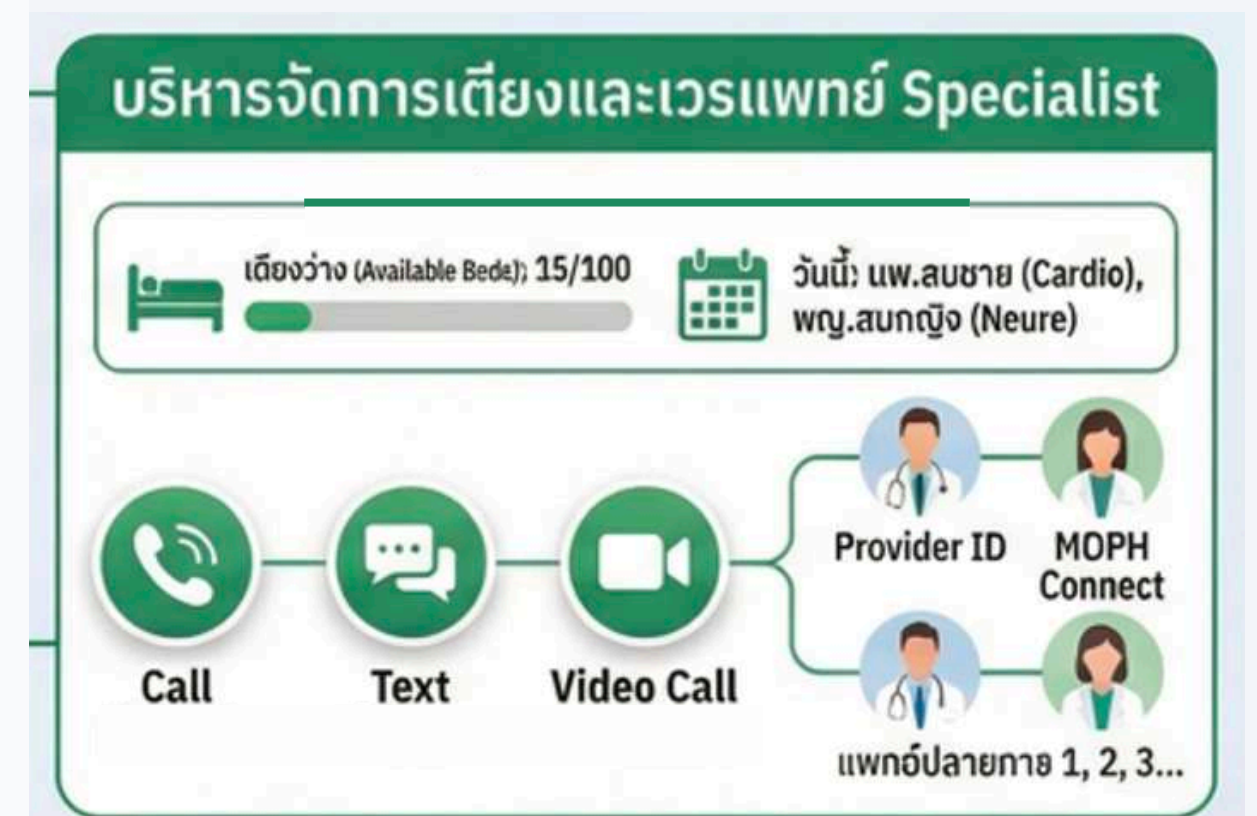 บริหารจัดการเตียงและเวรแพทย์ Specialist
เดียงว่าง (Available Bede); 15/100
วันนี้: นพ.สบชาย (Cardio),
พญ.สบกญิง (Neure)
Provider ID
MOPH
Connect
Call
Text
Video Call
แพทอ์ปลายกาย 1, 2, 3...